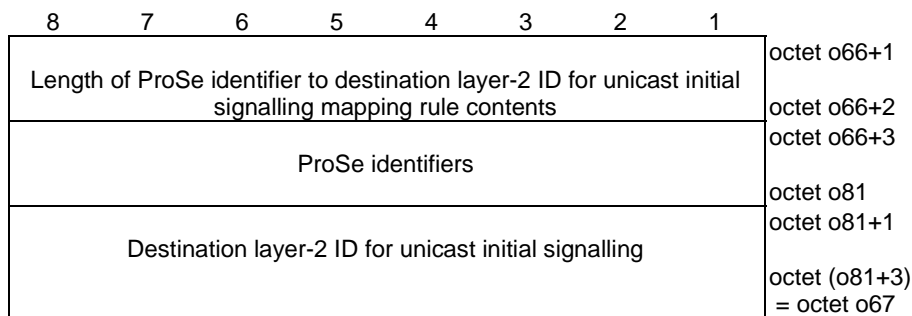 8 7 6 5 4 3 2 1
Length of ProSe identifier to destination layer-2 ID for unicast initial
signalling mapping rule contents
octet o66+1
octet o66+2
ProSe identifiers
octet o66+3
octet o81
Destination layer-2 ID for unicast initial signalling
octet o81+1
octet (o81+3)
= octet o67